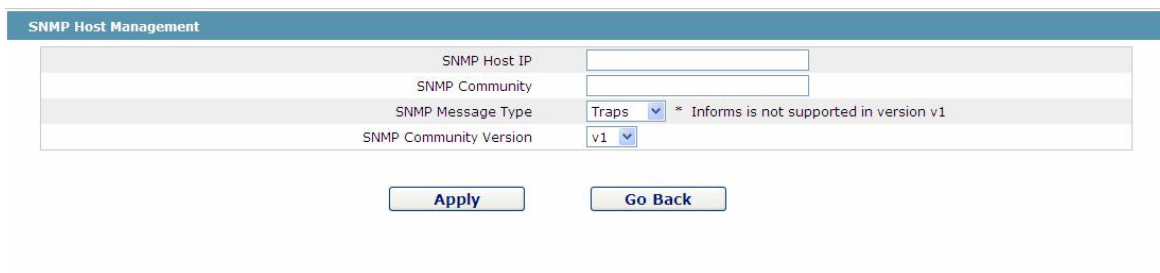 SNMP Host Management
SNMP Host IP
SNMP Community
SNMP Message Type Traps * Informs is not supported in version v1
SNMP Community Version v1
Apply Go Back